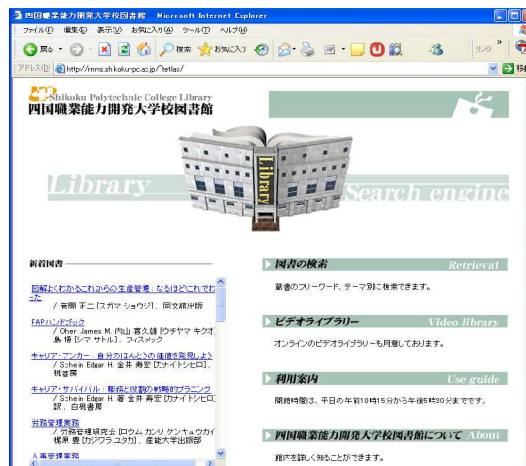 四国職業能力開発大学校図書館 - Microsoft Internet Explorer
ファイル(F) 編集(E) 表示(V) お気に入り(A) ツール(T) ヘルプ(H)
戻る 検索 お気に入り リンク
アドレス(D) 移動
Shikoku Polytechnic College Library
四国職業能力開発大学校図書館
Library Library Search engine
新着図書
図解よくわかるこれからの生産管理 : なるほどこれでわ
った
/ 菅間 正二 [スガマ ショウジ]. 同文舘出版
FAPハンドブック
/ Oher James M. 内山 喜久雄 [ウチヤマ キクオ]
島 悟 [シマ サトル]. フィスメック
キャリア・アンカー : 自分のほんとうの価値を発見しよう
/ Schein Edgar H. 金井 寿宏 [カナイ トシヒロ].
桃書房
キャリア・サバイバル : 職務と役割の戦略的プラニング
/ Schein Edgar H. 著 金井 寿宏 [カナイ トシヒロ]
訳. 白桃書房
労務管理実務
/ 労務管理研究会 [ロウム カンリ ケンキュウカイ
梶原 豊 [カジワラ ユタカ]. 産能大学出版部
人事管理実務
図書の検索 Retrieval
蔵書のフリーワード、テーマ別に検索できます。
ビデオライブラリー Video library
オンラインのビデオライブラリーも用意しております。
利用案内 Use guide
開館時間は、平日の午前10時15分から午後5時30分までです。
四国職業能力開発大学校図書館について About
館内を詳しく知ることができます。